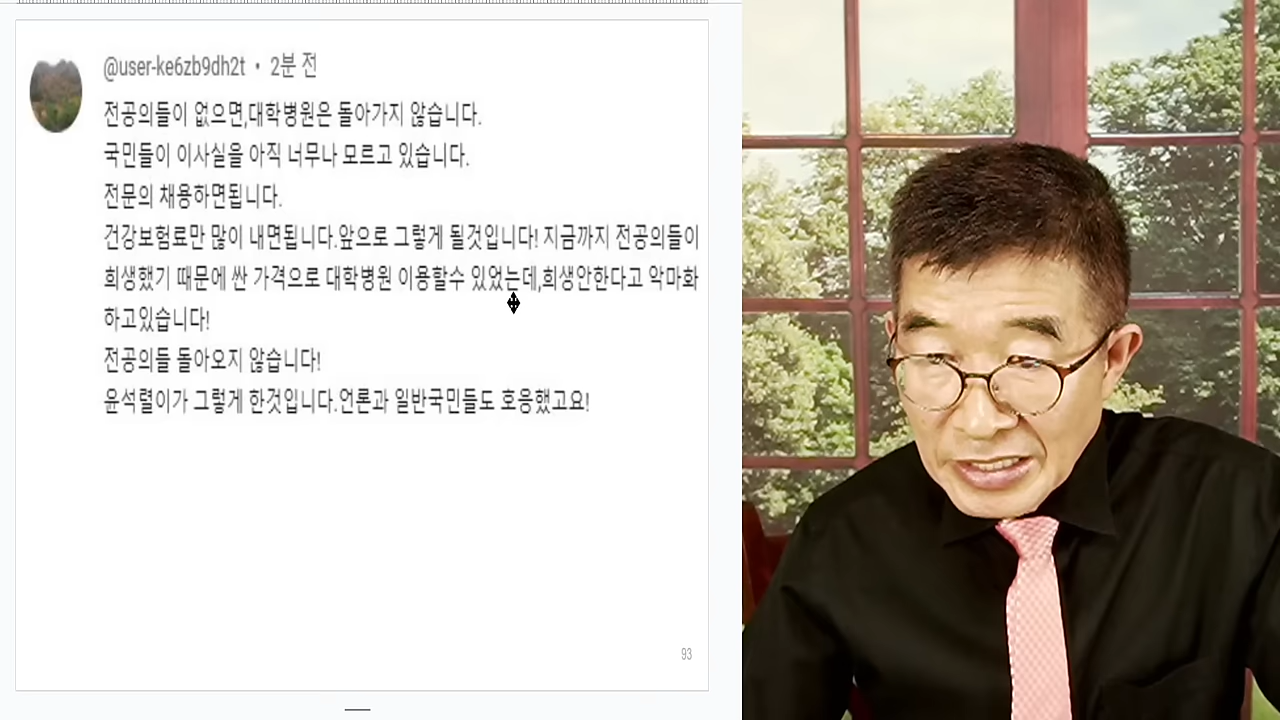 @user-ke6zb9dh2t • 2분 전
전공의들이 없으면,대학병원은 돌아가지 않습니다.
국민들이 이사실을 아직 너무나 모르고 있습니다.
전문의 채용하면됩니다.
건강보험료만 많이 내면됩니다.앞으로 그렇게 될것입니다! 지금까지 전공의들이
희생했기 때문에 싼 가격으로 대학병원 이용할수 있었는데,희생안한다고 악마화
하고있습니다!
전공의들 돌아오지 않습니다!
윤석렬이가 그렇게 한것입니다.언론과 일반국민들도 호응했고요!
93